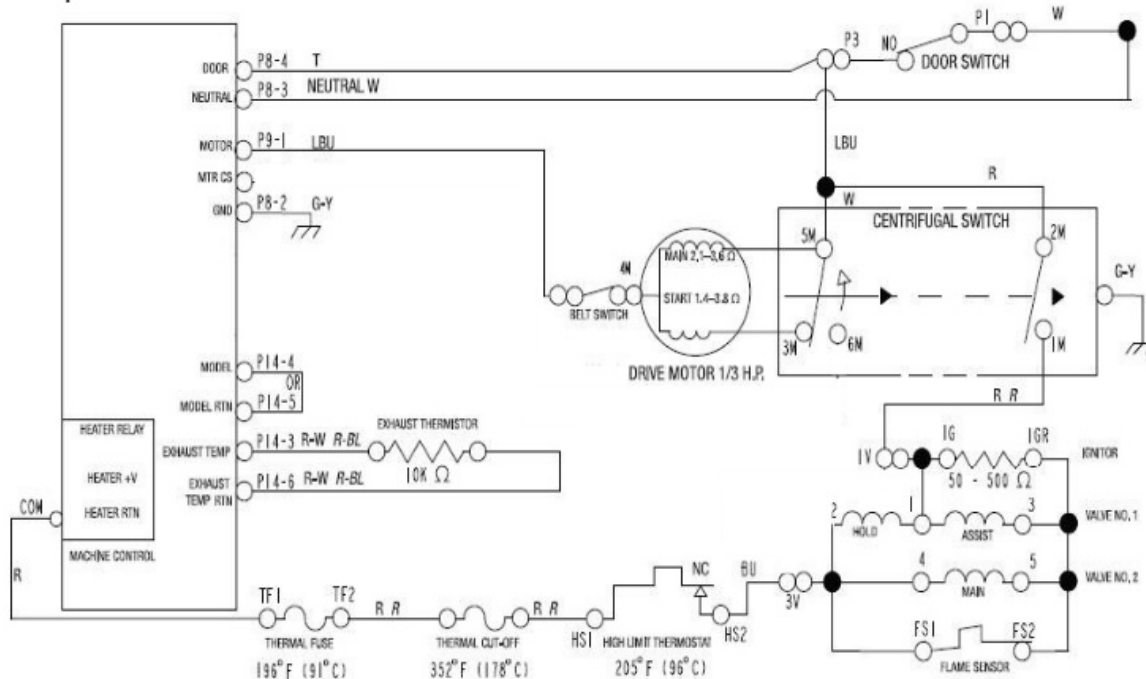 P1 W
P3 NO
DOOR SWITCH
DOOR P8-4 T
NEUTRAL P8-3 NEUTRAL W
MOTOR P9-1 LBU
LBU
MTR CS
R
GND P8-2 G-Y
W
CENTRIFUGAL SWITCH
5M 2M
MAIN 2.1–3.6 Ω
4M
G-Y
START 1.4–3.8 Ω
BELT SWITCH
3M 6M 1M
DRIVE MOTOR 1/3 H.P.
MODEL P14-4
OR
MODEL RTN P14-5
R R
HEATER RELAY
EXHAUST THERMISTOR
EXHAUST TEMP P14-3 R-W R-BL
10K Ω
1V IG IGR IGNITOR
50 - 500 Ω
HEATER +V
EXHAUST TEMP RTN P14-6 R-W R-BL
COM
HEATER RTN
2 1 3 VALVE NO. 1
HOLD ASSIST
MACHINE CONTROL
R
NC BU
4 5 VALVE NO. 2
3V MAIN
TF1 TF2 R R R R
HS1 HS2
FS1 FS2
THERMAL FUSE THERMAL CUT-OFF HIGH LIMIT THERMOSTAT FLAME SENSOR
196°F (91°C) 352°F (178°C) 205°F (96°C)